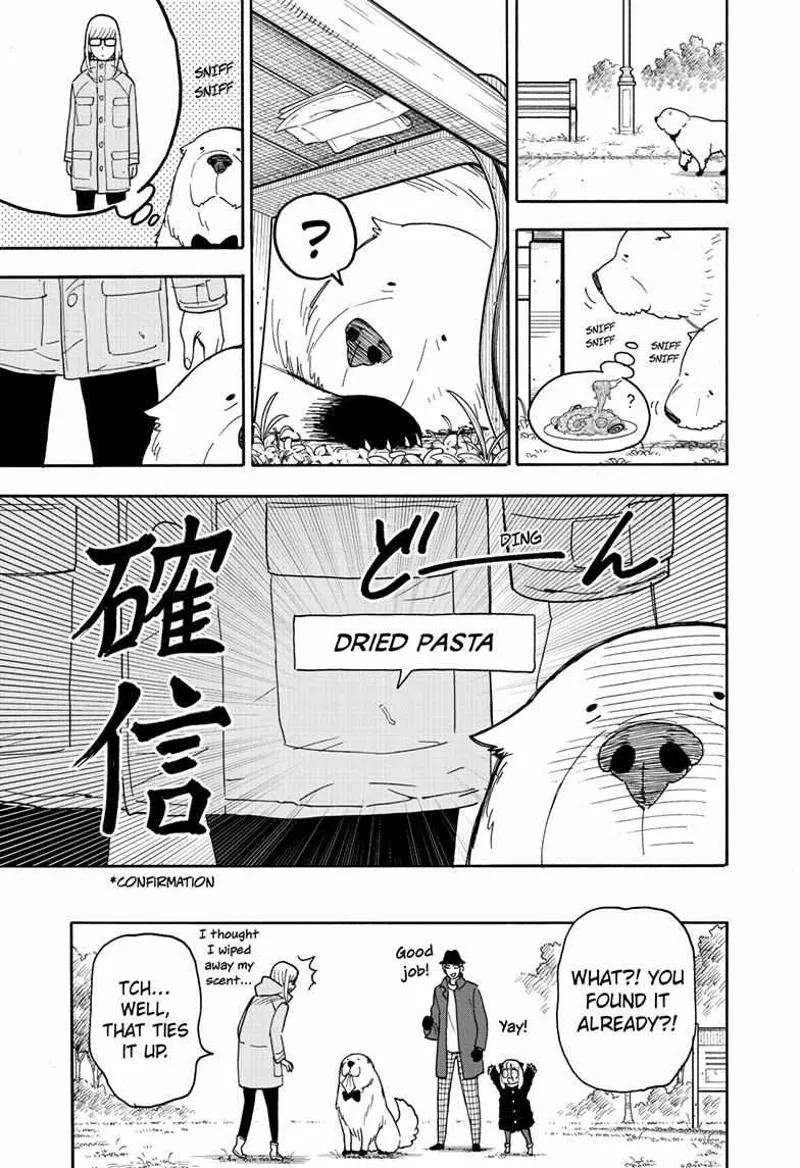 SNIFF
SNIFF
SNIFF
SNIFF
?
?
SNIFF
SNIFF
どーん
DING
DRIED PASTA
確信
*CONFIRMATION
WHAT?! YOU
FOUND IT
ALREADY?!
Yay!
Good
job!
I thought
I wiped
away my
scent...
TCH...
WELL,
THAT TIES
IT UP.